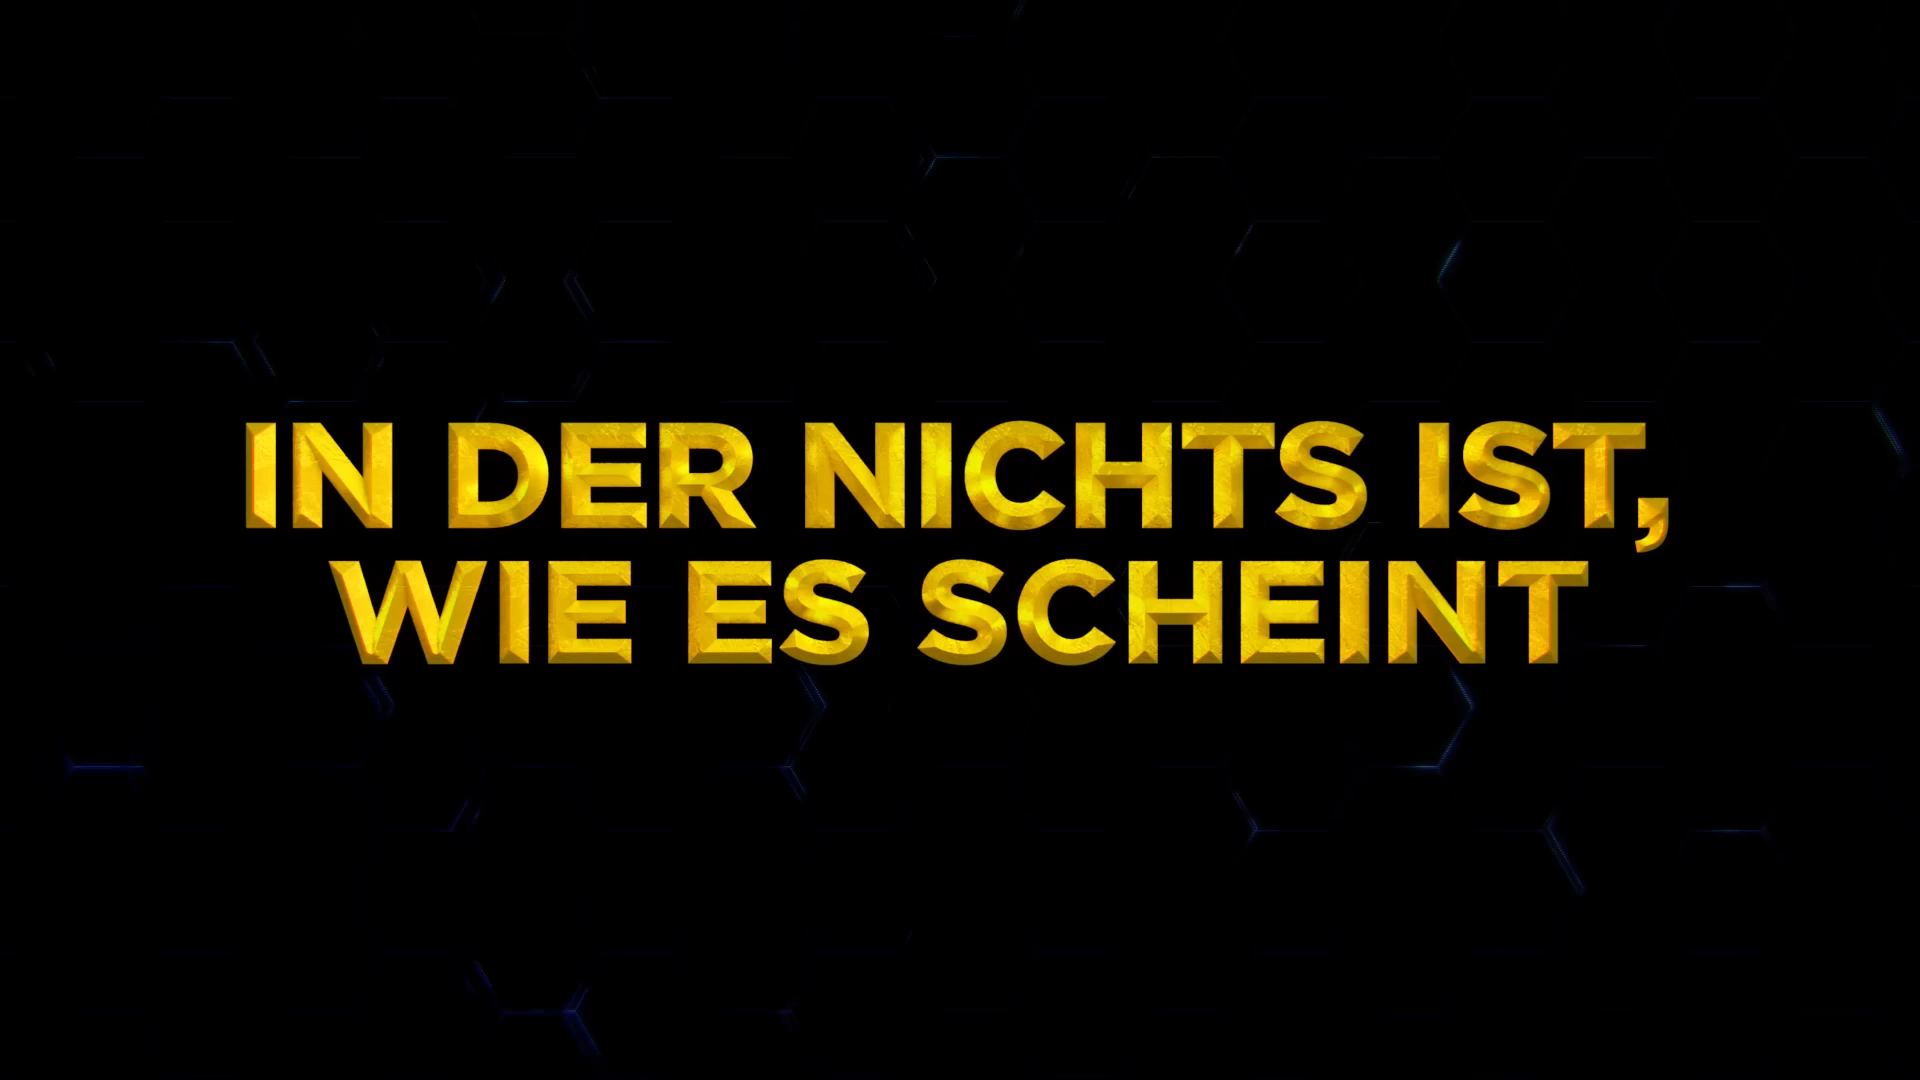 IN DER NICHTS IST,
WIE ES SCHEINT